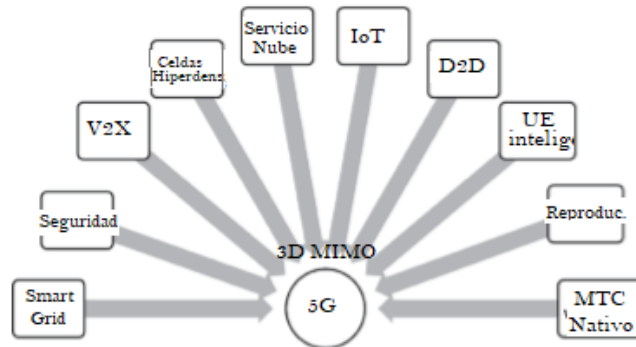 Servicio
Nube
IoT
Celdas
Hiperdens
D2D
V2X
UE
intelig
Seguridad
Reproduc.
3D MIMO
5G
Smart
Grid
MTC
Nativo